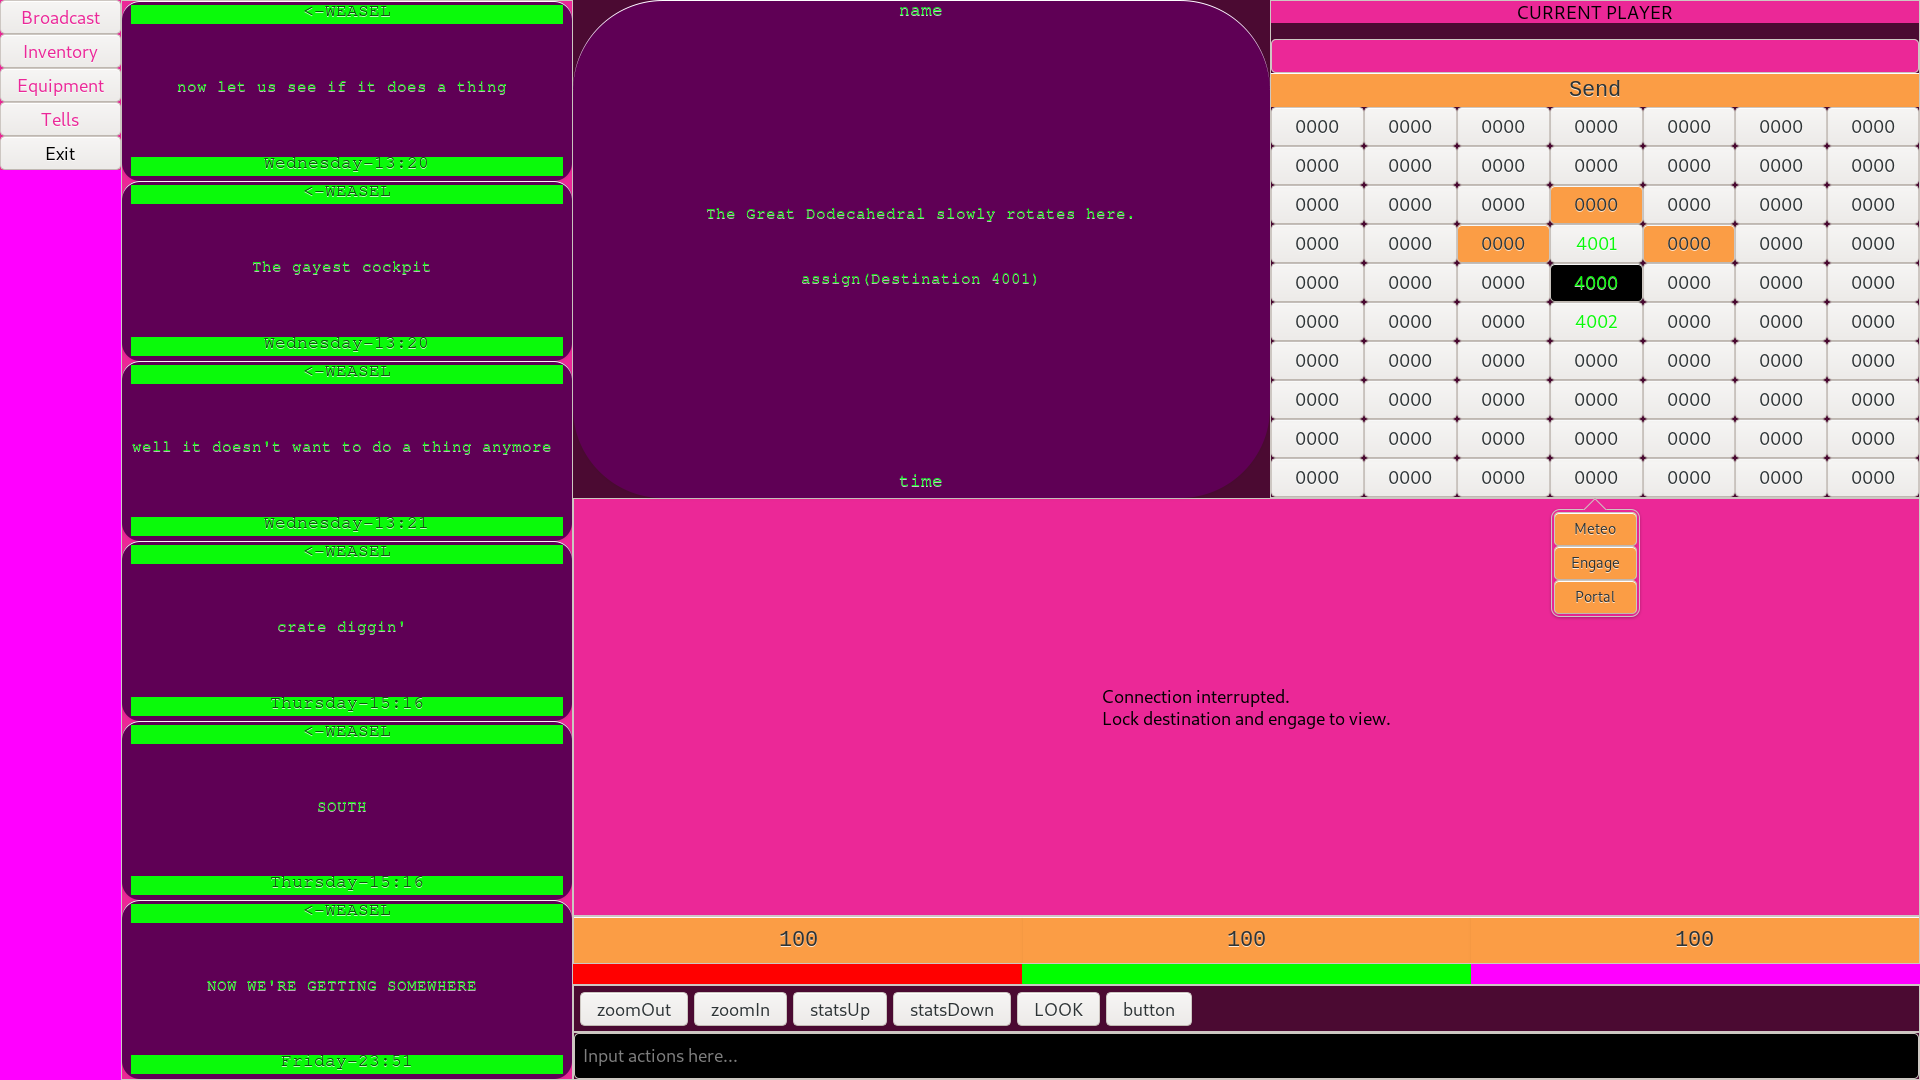 Broadcast
Inventory
Equipment
Tells
Exit
<-WEASEL
now let us see if it does a thing
Wednesday-13:20
<-WEASEL
The gayest cockpit
Wednesday-13:20
<-WEASEL
well it doesn't want to do a thing anymore
Wednesday-13:21
<-WEASEL
crate diggin'
Thursday-15:16
<-WEASEL
SOUTH
Thursday-15:16
<-WEASEL
NOW WE'RE GETTING SOMEWHERE
Friday-23:51
name
The Great Dodecahedral slowly rotates here.
assign(Destination 4001)
time
CURRENT PLAYER
Send
0000 0000 0000 0000 0000 0000 0000
0000 0000 0000 0000 0000 0000 0000
0000 0000 0000 0000 0000 0000 0000
0000 0000 0000 4001 0000 0000 0000
0000 0000 0000 4000 0000 0000 0000
0000 0000 0000 4002 0000 0000 0000
0000 0000 0000 0000 0000 0000 0000
0000 0000 0000 0000 0000 0000 0000
0000 0000 0000 0000 0000 0000 0000
0000 0000 0000 0000 0000 0000 0000
Meteo
Engage
Portal
Connection interrupted.
Lock destination and engage to view.
100 100 100
zoomOut zoomIn statsUp statsDown LOOK button
Input actions here...